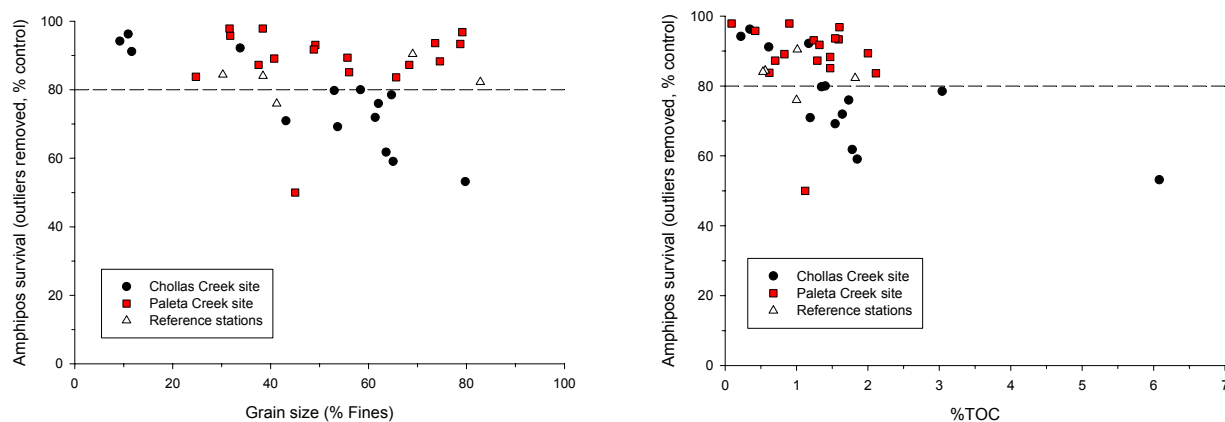 Amphipos survival (outliers removed, % control)
100
80
60
40
20
0
Chollas Creek site
Paleta Creek site
Reference stations
0 20 40 60 80 100
Grain size (% Fines)
Amphipos survival (outliers removed, % control)
100
80
60
40
20
0
Chollas Creek site
Paleta Creek site
Reference stations
0 1 2 3 4 5 6 7
%TOC